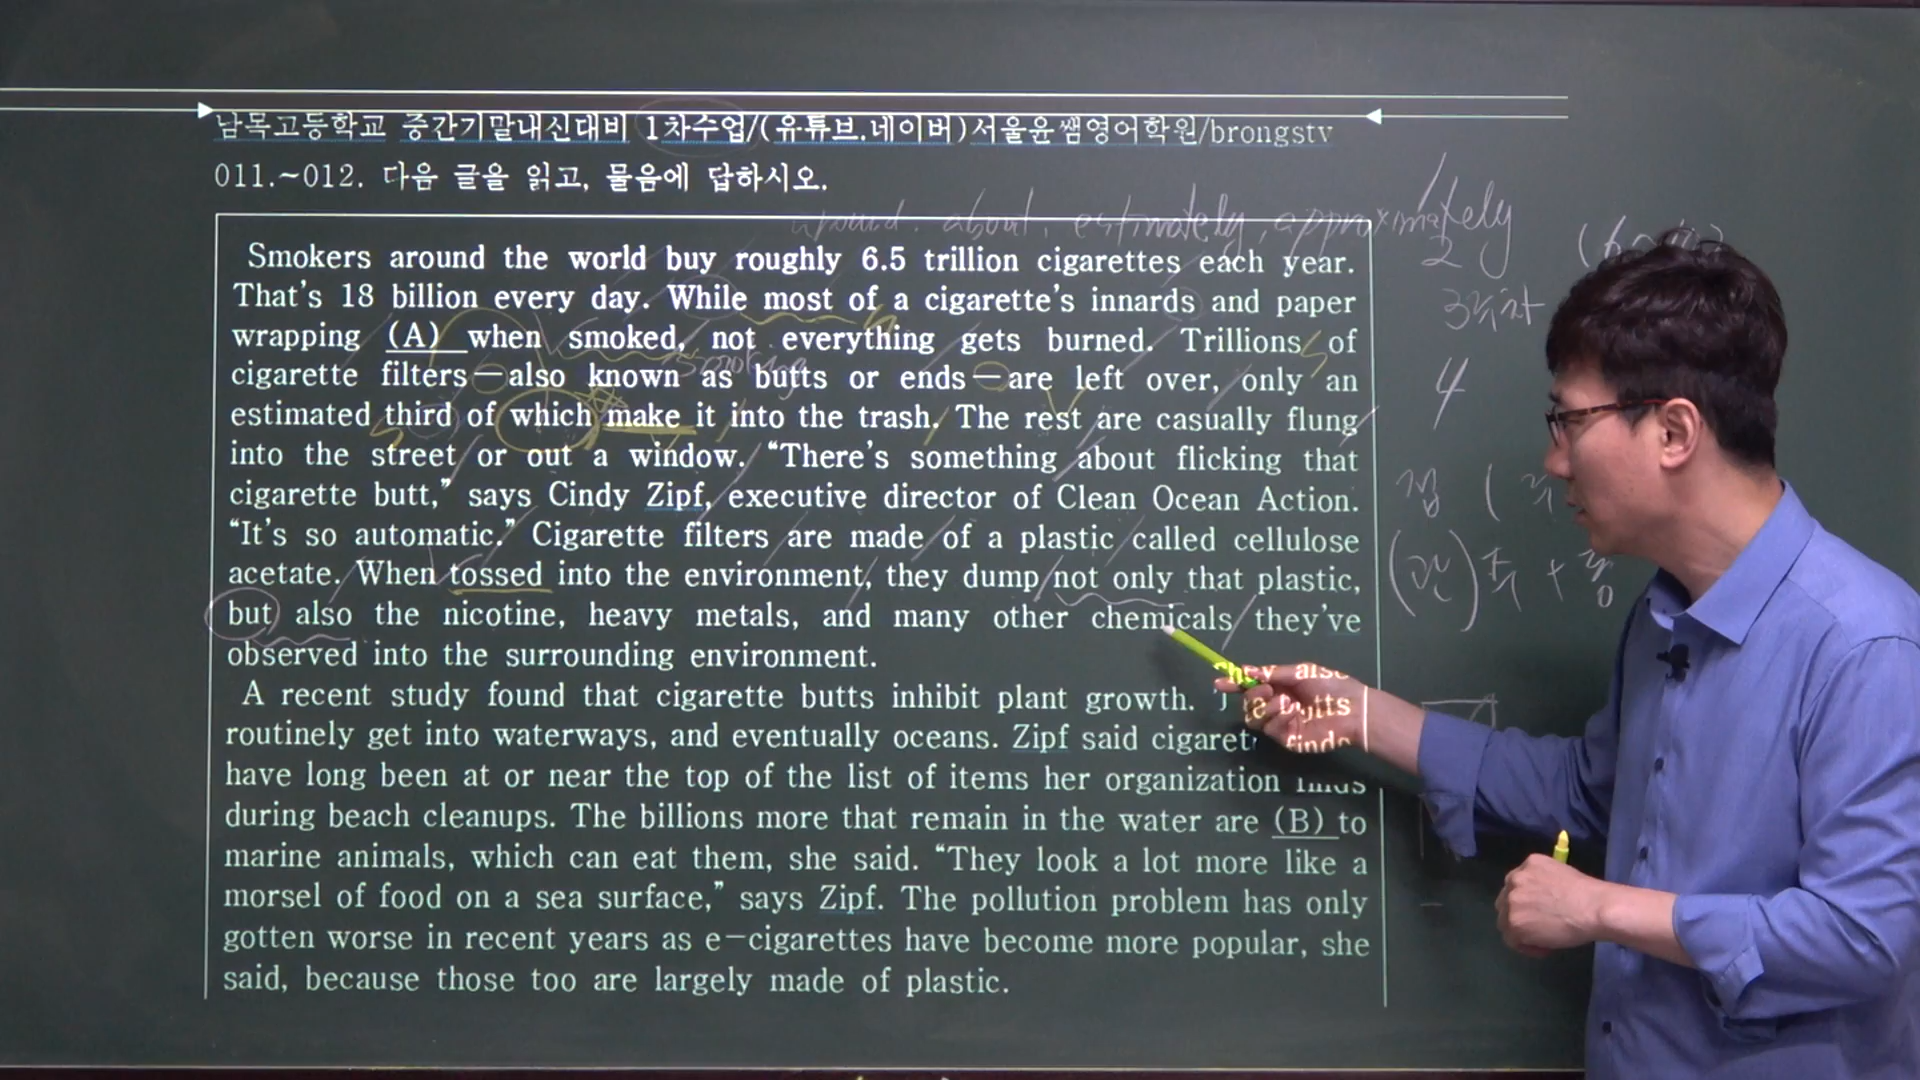 남목고등학교 중간기말내신대비 1차수업/(유튜브.네이버)서울윤쌤영어학원/brongstv
011.~012. 다음 글을 읽고, 물음에 답하시오.
around. about. estimately, approximately
Smokers around the world buy roughly 6.5 trillion cigarettes each year.
That's 18 billion every day. While most of a cigarette's innards and paper
wrapping (A) when smoked, not everything gets burned. Trillions of
smoking
cigarette filters—also known as butts or ends—are left over, only an
estimated third of which make it into the trash. The rest are casually flung
into the street or out a window. “There's something about flicking that
cigarette butt,” says Cindy Zipf, executive director of Clean Ocean Action.
“It's so automatic.” Cigarette filters are made of a plastic called cellulose
acetate. When tossed into the environment, they dump not only that plastic,
but also the nicotine, heavy metals, and many other chemicals they've
observed into the surrounding environment.
A recent study found that cigarette butts inhibit plant growth. They also
routinely get into waterways, and eventually oceans. Zipf said cigarette butts
have long been at or near the top of the list of items her organization finds
during beach cleanups. The billions more that remain in the water are (B) to
marine animals, which can eat them, she said. “They look a lot more like a
morsel of food on a sea surface,” says Zipf. The pollution problem has only
gotten worse in recent years as e-cigarettes have become more popular, she
said, because those too are largely made of plastic.
1
2
3
4